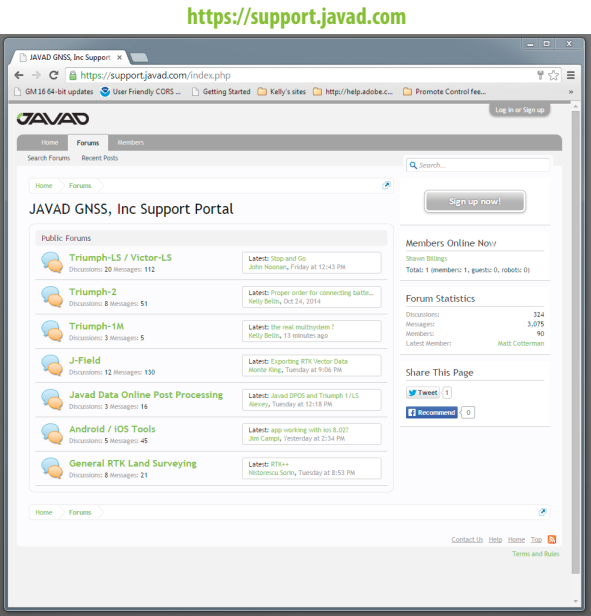 https://support.javad.com
JAVAD GNSS, Inc Support
https://support.javad.com/index.php
GM 16 64-bit updates
User Friendly CORS ...
Getting Started
Kelly's sites
http://help.adobe.c...
Promote Control fee...
»
Log in or Sign up
JAVAD
Home
Forums
Members
Search Forums
Recent Posts
Search...
Home
Forums
Sign up now!
JAVAD GNSS, Inc Support Portal
Public Forums
Triumph-LS / Victor-LS
Discussions: 20 Messages: 112
Latest: Stop and Go
John Noonan, Friday at 12:43 PM
Triumph-2
Discussions: 8 Messages: 51
Latest: Proper order for connecting batte...
Kelly Bellis, Oct 24, 2014
Triumph-1M
Discussions: 3 Messages: 5
Latest: the real multisystem !
Kelly Bellis, 13 minutes ago
J-Field
Discussions: 12 Messages: 130
Latest: Exporting RTK Vector Data
Monte King, Tuesday at 9:06 PM
Javad Data Online Post Processing
Discussions: 3 Messages: 16
Latest: Javad DPOS and Triumph 1/LS
Alexey, Tuesday at 12:18 PM
Android / iOS Tools
Discussions: 5 Messages: 45
Latest: app working with ios 8.02?
Jim Campi, Yesterday at 2:34 PM
General RTK Land Surveying
Discussions: 8 Messages: 21
Latest: RTK++
Nistorescu Sorin, Tuesday at 8:53 PM
Members Online Now
Shawn Billings
Total: 1 (members: 1, guests: 0, robots: 0)
Forum Statistics
Discussions: 324
Messages: 3,075
Members: 90
Latest Member: Matt Cotterman
Share This Page
Tweet 1
Recommend 0
Home
Forums
Contact Us Help Home Top
Terms and Rules